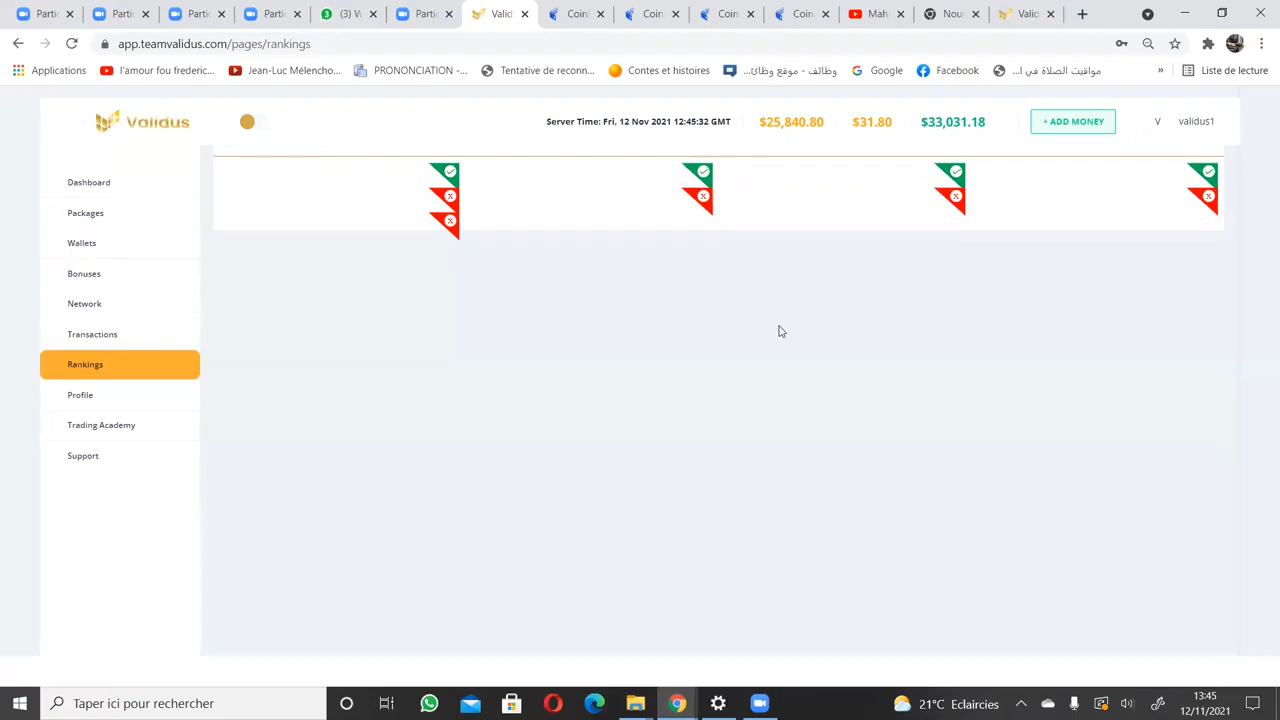 Partic
Partic
Partic
Partic
(3) V
Partic
Valid
Coin
Coin
Coin
Coin
Mah
Nou
Valid
app.teamvalidus.com/pages/rankings
Applications
l'amour fou frederic...
Jean-Luc Mélencho...
PRONONCIATION -...
Tentative de reconn...
Contes et histoires
وظائف - موقع وظائ...
Google
Facebook
مواقيت الصلاة في ا...
»
Liste de lecture
Validus
Server Time: Fri, 12 Nov 2021 12:45:32 GMT
$25,840.80
$31.80
$33,031.18
+ ADD MONEY
V
validus1
Dashboard
Packages
Wallets
Bonuses
Network
Transactions
Rankings
Profile
Trading Academy
Support
Taper ici pour rechercher
21°C Eclaircies
13:45
12/11/2021